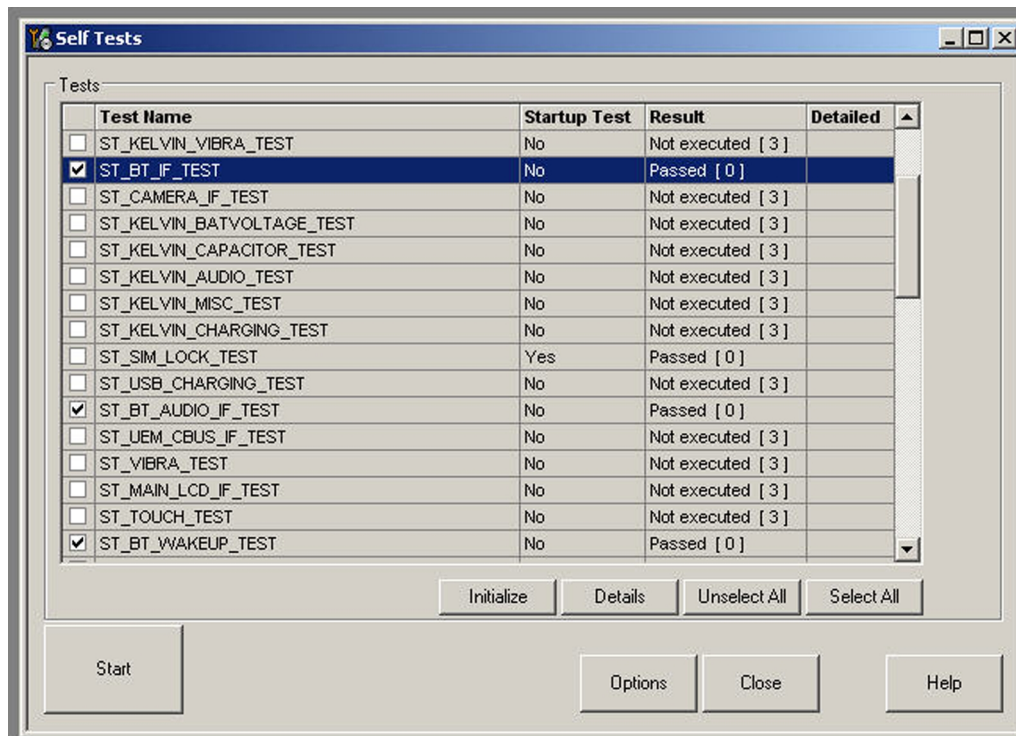 Self Tests
Tests
Test Name Startup Test Result Detailed
ST_KELVIN_VIBRA_TEST No Not executed [ 3 ]
ST_BT_IF_TEST No Passed [ 0 ]
ST_CAMERA_IF_TEST No Not executed [ 3 ]
ST_KELVIN_BATVOLTAGE_TEST No Not executed [ 3 ]
ST_KELVIN_CAPACITOR_TEST No Not executed [ 3 ]
ST_KELVIN_AUDIO_TEST No Not executed [ 3 ]
ST_KELVIN_MISC_TEST No Not executed [ 3 ]
ST_KELVIN_CHARGING_TEST No Not executed [ 3 ]
ST_SIM_LOCK_TEST Yes Passed [ 0 ]
ST_USB_CHARGING_TEST No Not executed [ 3 ]
ST_BT_AUDIO_IF_TEST No Passed [ 0 ]
ST_UEM_CBUS_IF_TEST No Not executed [ 3 ]
ST_VIBRA_TEST No Not executed [ 3 ]
ST_MAIN_LCD_IF_TEST No Not executed [ 3 ]
ST_TOUCH_TEST No Not executed [ 3 ]
ST_BT_WAKEUP_TEST No Passed [ 0 ]
Initialize Details Unselect All Select All
Start Options Close Help